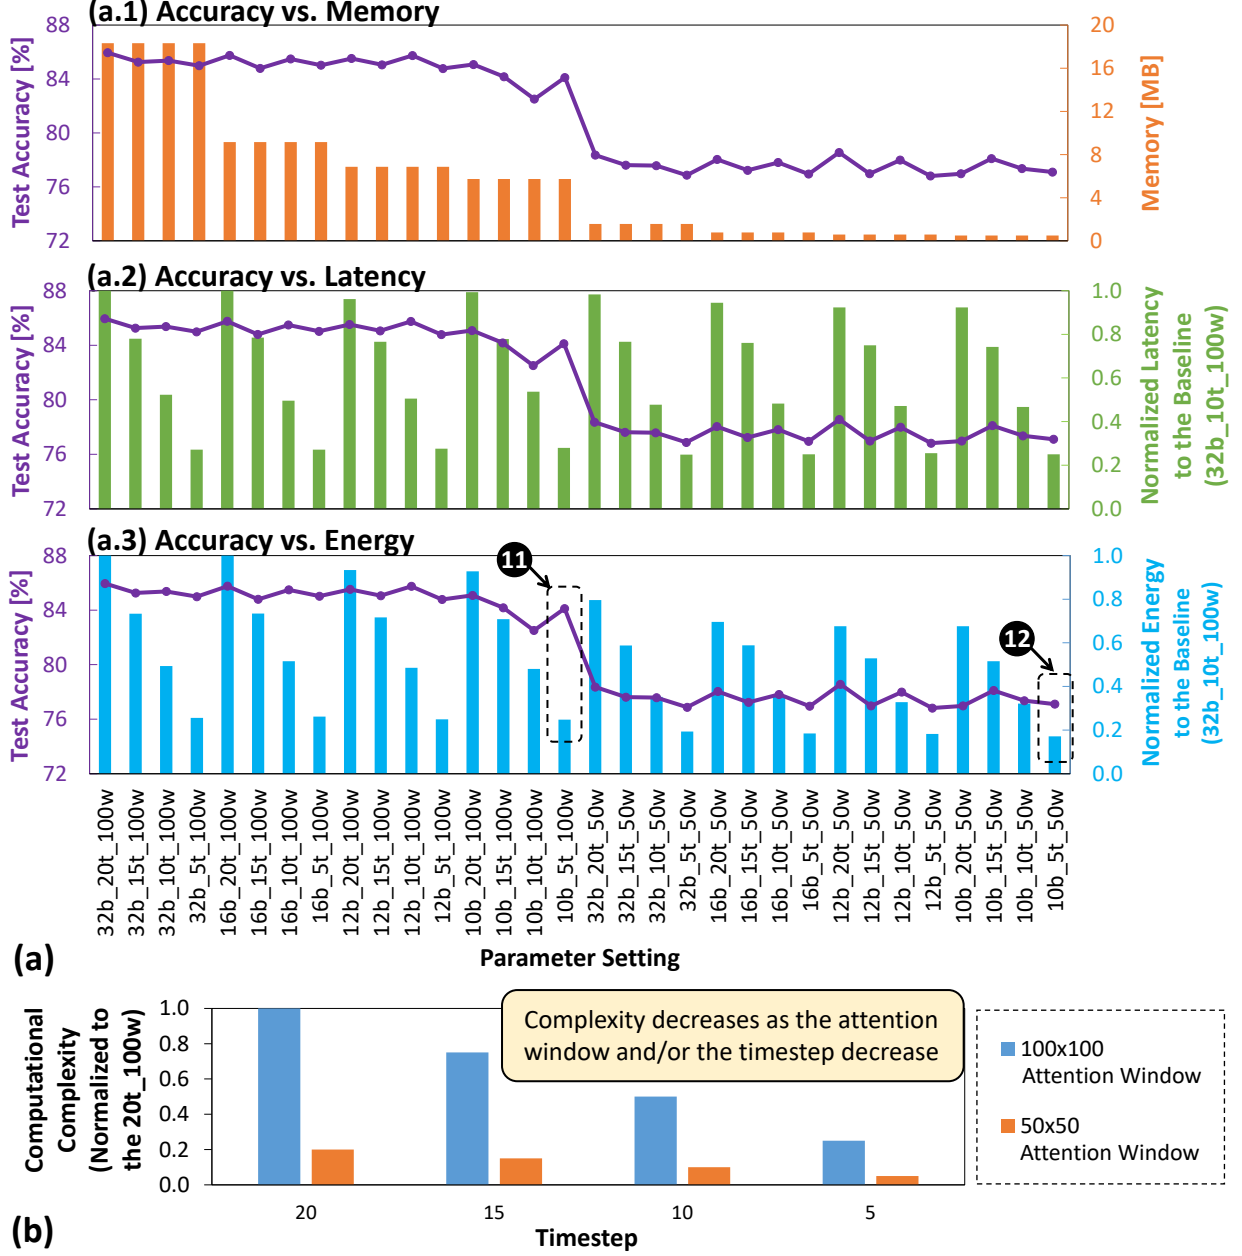 (a.1) Accuracy vs. Memory
Test Accuracy [%]
88
84
80
76
72
20
16
12
8
4
0
Memory [MB]
(a.2) Accuracy vs. Latency
Test Accuracy [%]
88
84
80
76
72
1.0
0.8
0.6
0.4
0.2
0.0
Normalized Latency
to the Baseline
(32b_10t_100w)
(a.3) Accuracy vs. Energy
Test Accuracy [%]
88
84
80
76
72
11
12
1.0
0.8
0.6
0.4
0.2
0.0
Normalized Energy
to the Baseline
(32b_10t_100w)
32b_20t_100w
32b_15t_100w
32b_10t_100w
32b_5t_100w
16b_20t_100w
16b_15t_100w
16b_10t_100w
16b_5t_100w
12b_20t_100w
12b_15t_100w
12b_10t_100w
12b_5t_100w
10b_20t_100w
10b_15t_100w
10b_10t_100w
10b_5t_100w
32b_20t_50w
32b_15t_50w
32b_10t_50w
32b_5t_50w
16b_20t_50w
16b_15t_50w
16b_10t_50w
16b_5t_50w
12b_20t_50w
12b_15t_50w
12b_10t_50w
12b_5t_50w
10b_20t_50w
10b_15t_50w
10b_10t_50w
10b_5t_50w
(a)
Parameter Setting
Computational
Complexity
(Normalized to
the 20t_100w)
1.0
0.8
0.6
0.4
0.2
0.0
Complexity decreases as the attention
window and/or the timestep decrease
100x100
Attention Window
50x50
Attention Window
20
15
10
5
(b)
Timestep